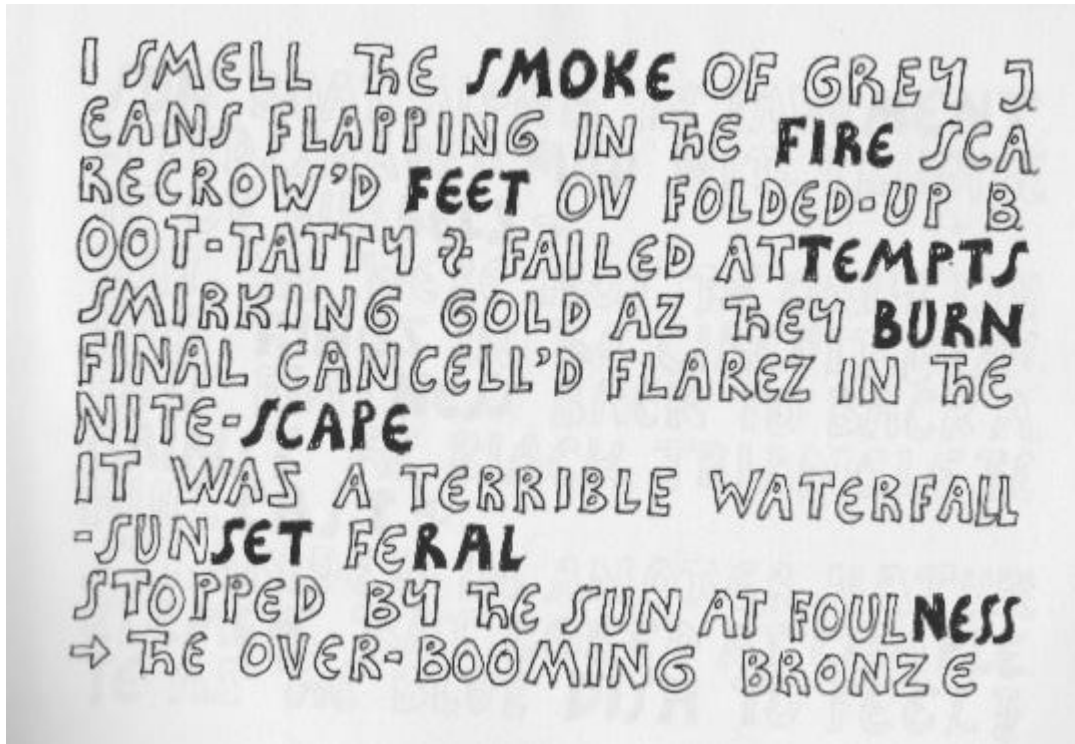 I SMELL THE SMOKE OF GREY J
EANS FLAPPING IN THE FIRE SCA
RECROW'D FEET OV FOLDED-UP B
OOT-TATTY & FAILED ATTEMPTS
SMIRKING GOLD AZ THEY BURN
FINAL CANCELL'D FLAREZ IN THE
NITE-SCAPE
IT WAS A TERRIBLE WATERFALL
-SUNSET FERAL
STOPPED BY THE SUN AT FOULNESS
⇨ THE OVER-BOOMING BRONZE